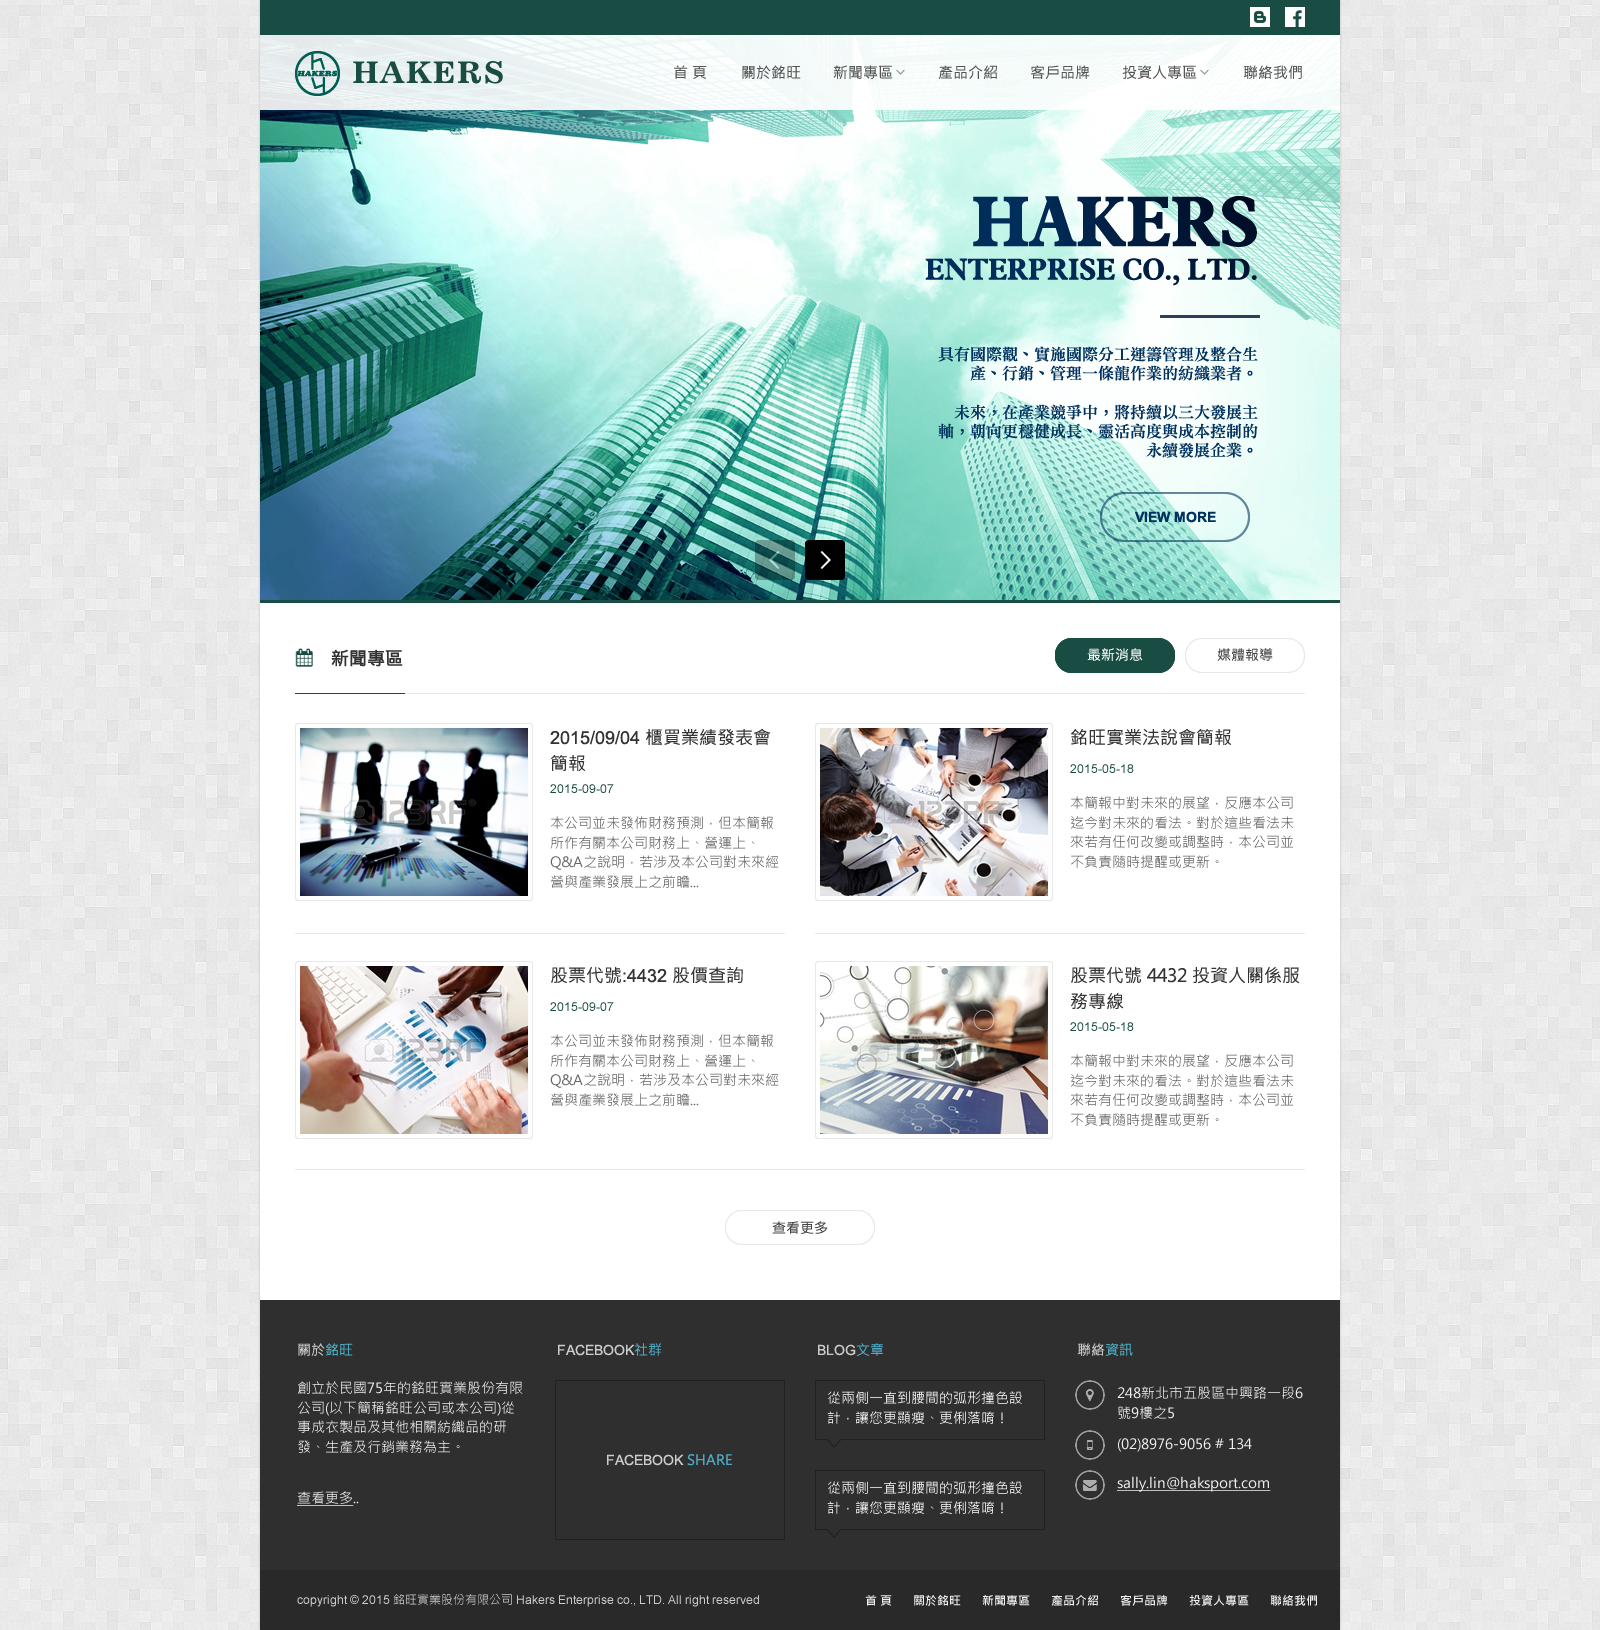 HAKERS
HAKERS
首 頁
關於銘旺
新聞專區
產品介紹
客戶品牌
投資人專區
聯絡我們
HAKERS
ENTERPRISE CO., LTD.
具有國際觀、實施國際分工運籌管理及整合生
產、行銷、管理一條龍作業的紡織業者。
未來，在產業競爭中，將持續以三大發展主
軸，朝向更穩健成長、靈活高度與成本控制的
永續發展企業。
VIEW MORE
新聞專區
最新消息
媒體報導
2015/09/04 櫃買業績發表會
簡報
2015-09-07
本公司並未發佈財務預測，但本簡報
所作有關本公司財務上、營運上、
Q&A之說明，若涉及本公司對未來經
營與產業發展上之前瞻...
123RF
銘旺實業法說會簡報
2015-05-18
本簡報中對未來的展望，反應本公司
迄今對未來的看法。對於這些看法未
來若有任何改變或調整時，本公司並
不負責隨時提醒或更新。
123RF
股票代號:4432 股價查詢
2015-09-07
本公司並未發佈財務預測，但本簡報
所作有關本公司財務上、營運上、
Q&A之說明，若涉及本公司對未來經
營與產業發展上之前瞻...
123RF
股票代號 4432 投資人關係服
務專線
2015-05-18
本簡報中對未來的展望，反應本公司
迄今對未來的看法。對於這些看法未
來若有任何改變或調整時，本公司並
不負責隨時提醒或更新。
查看更多
關於銘旺
創立於民國75年的銘旺實業股份有限
公司(以下簡稱銘旺公司或本公司)從
事成衣製品及其他相關紡織品的研
發、生產及行銷業務為主。
查看更多..
FACEBOOK社群
FACEBOOK SHARE
BLOG文章
從兩側一直到腰間的弧形撞色設
計，讓您更顯瘦、更俐落唷！
從兩側一直到腰間的弧形撞色設
計，讓您更顯瘦、更俐落唷！
聯絡資訊
248新北市五股區中興路一段6
號9樓之5
(02)8976-9056 # 134
sally.lin@haksport.com
copyright © 2015 銘旺實業股份有限公司 Hakers Enterprise co., LTD. All right reserved
首 頁
關於銘旺
新聞專區
產品介紹
客戶品牌
投資人專區
聯絡我們